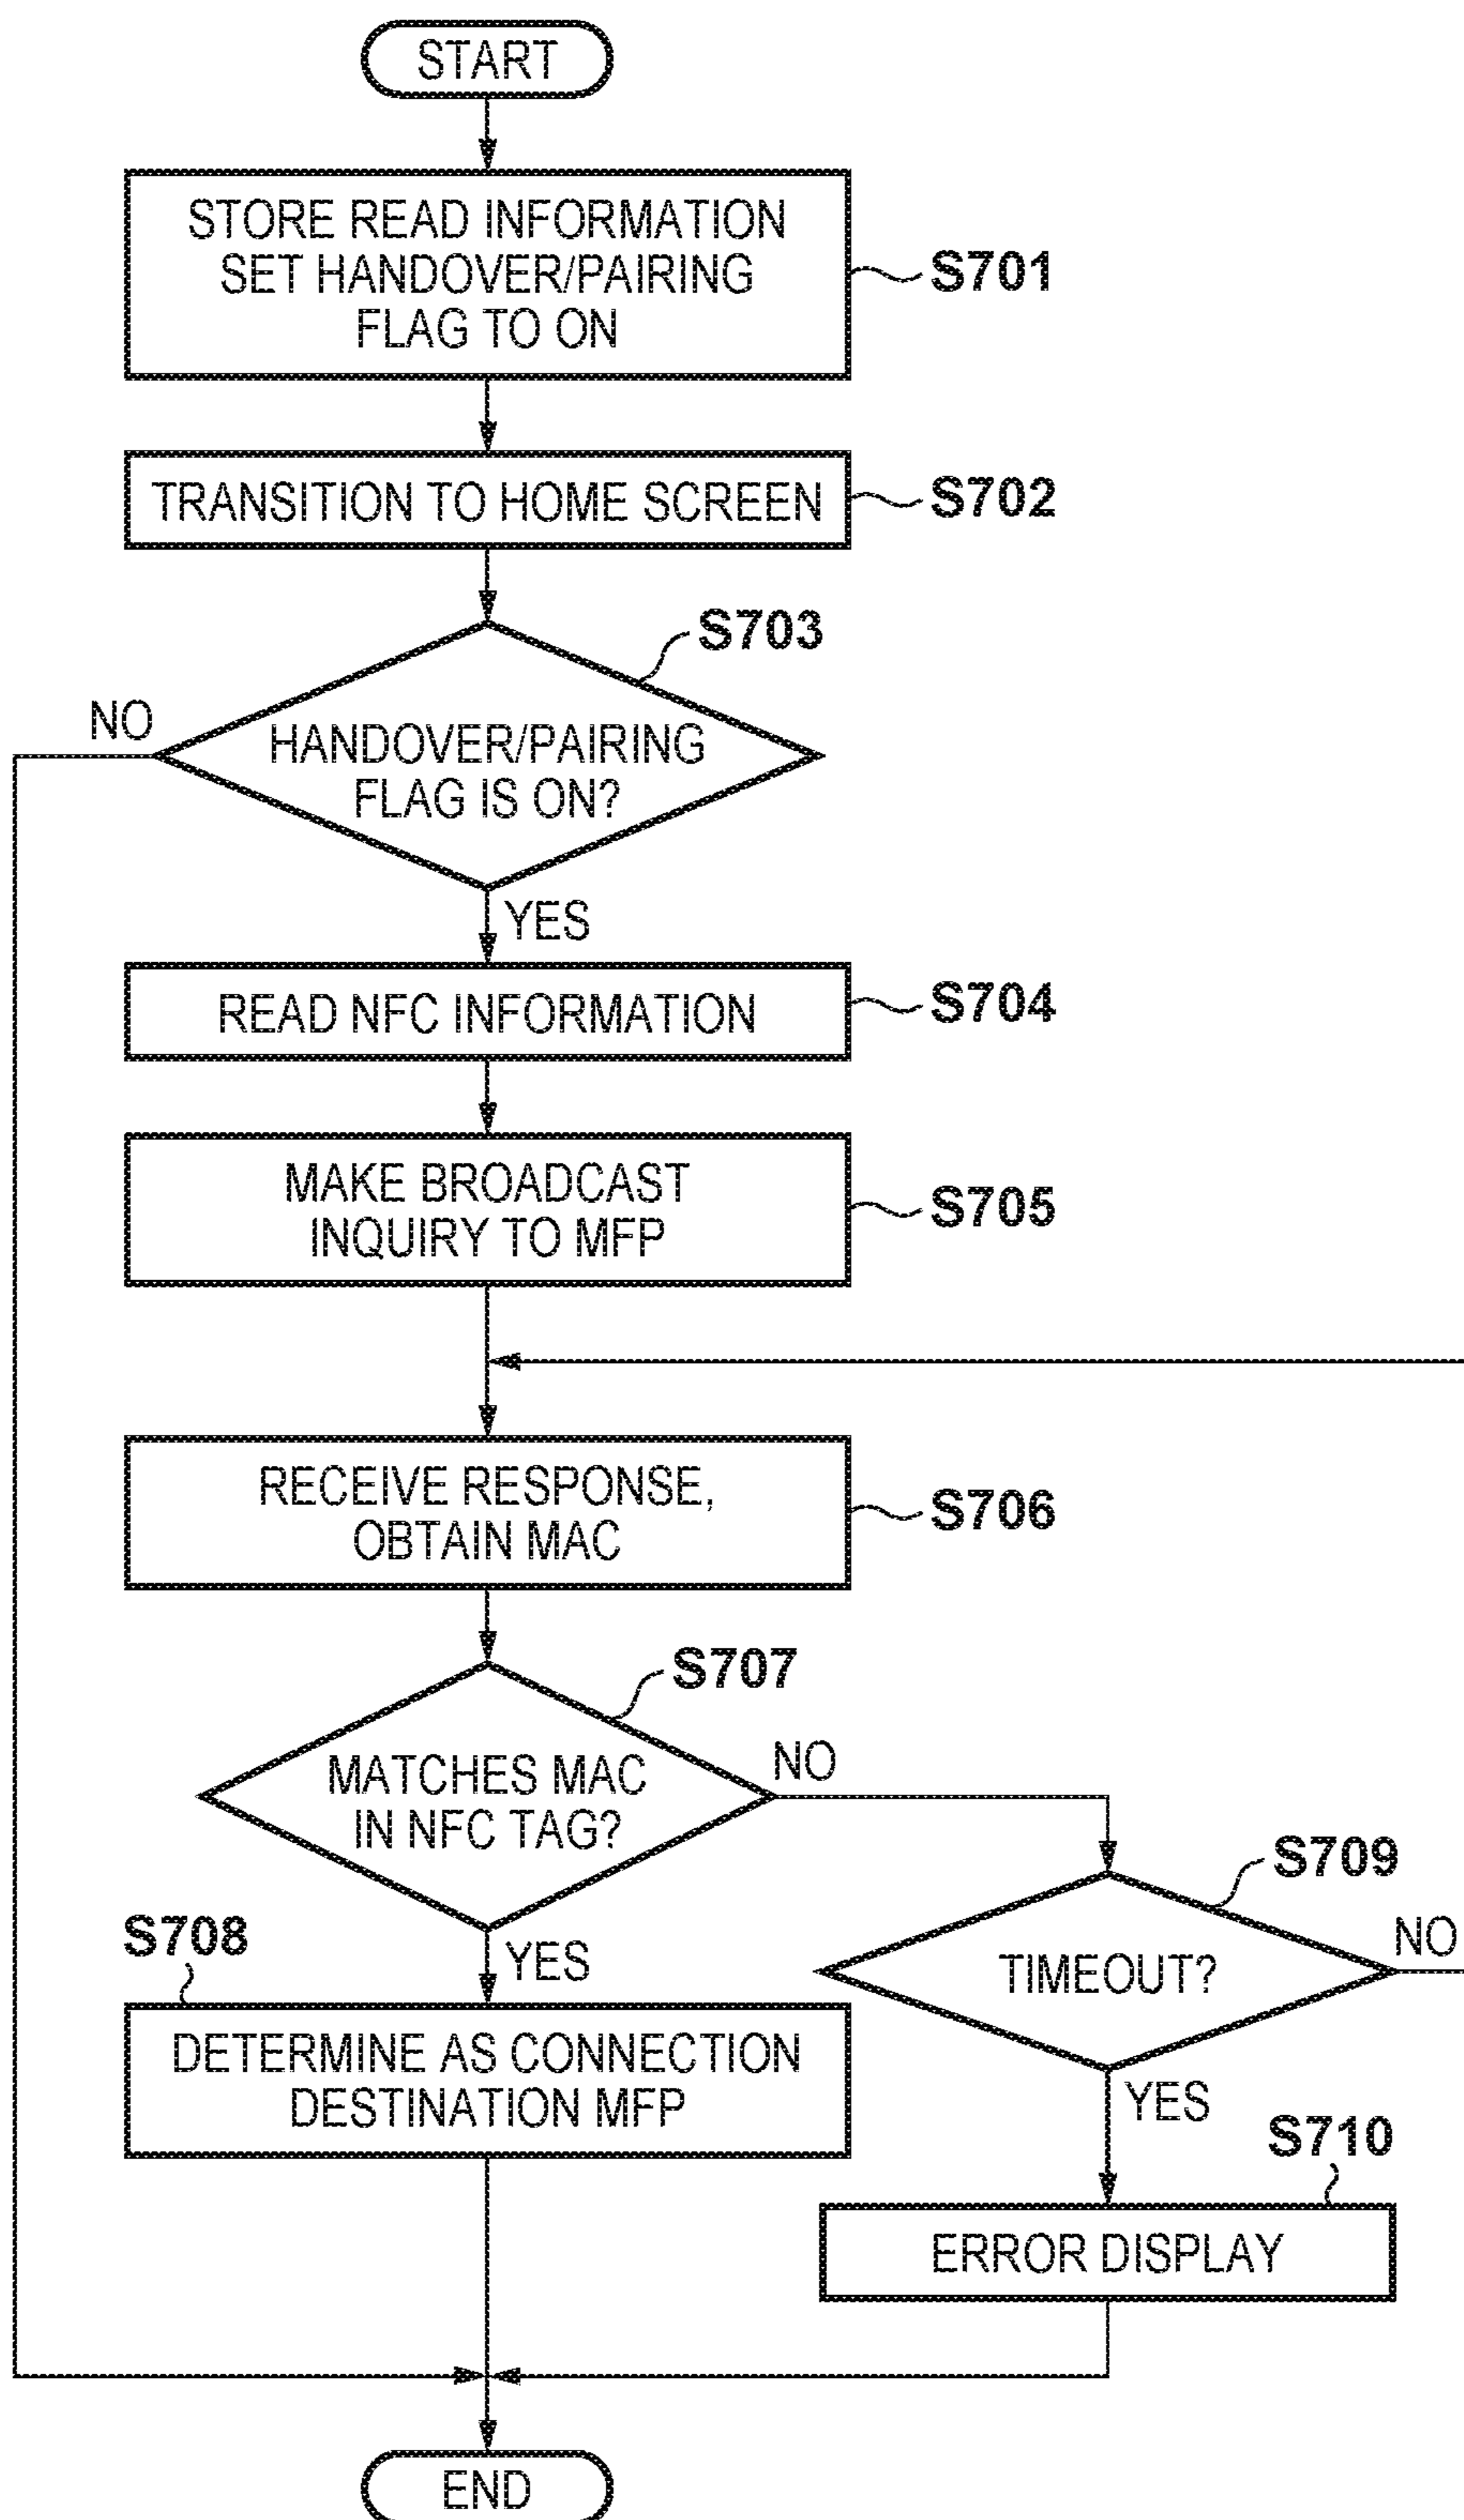 START
STORE READ INFORMATION
SET HANDOVER/PAIRING
FLAG TO ON
S701
TRANSITION TO HOME SCREEN
S702
S703
NO
HANDOVER/PAIRING
FLAG IS ON?
YES
READ NFC INFORMATION
S704
MAKE BROADCAST
INQUIRY TO MFP
S705
RECEIVE RESPONSE,
OBTAIN MAC
S706
S707
MATCHES MAC
IN NFC TAG?
NO
S709
S708
YES
TIMEOUT?
NO
DETERMINE AS CONNECTION
DESTINATION MFP
YES
S710
ERROR DISPLAY
END